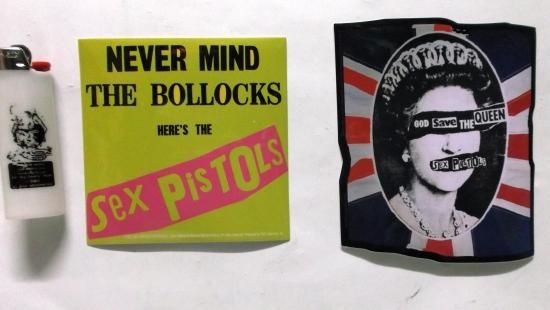 NEVER MIND
THE BOLLOCKS
HERE'S THE
Sex PiSTOLS
GOD Save THE QUEEN
SEX PiSTOLS